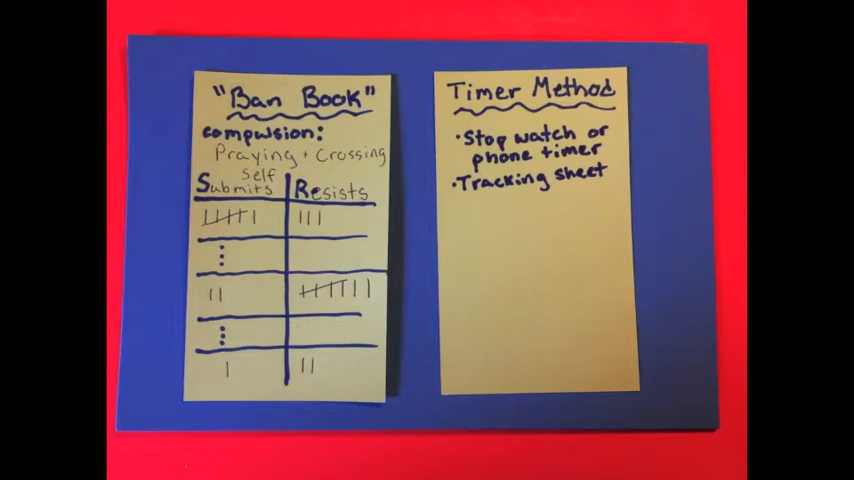 "Ban Book"
compulsion:
Praying + Crossing
Self
Submits Resists
Timer Method
• Stop watch or
phone timer
• Tracking sheet